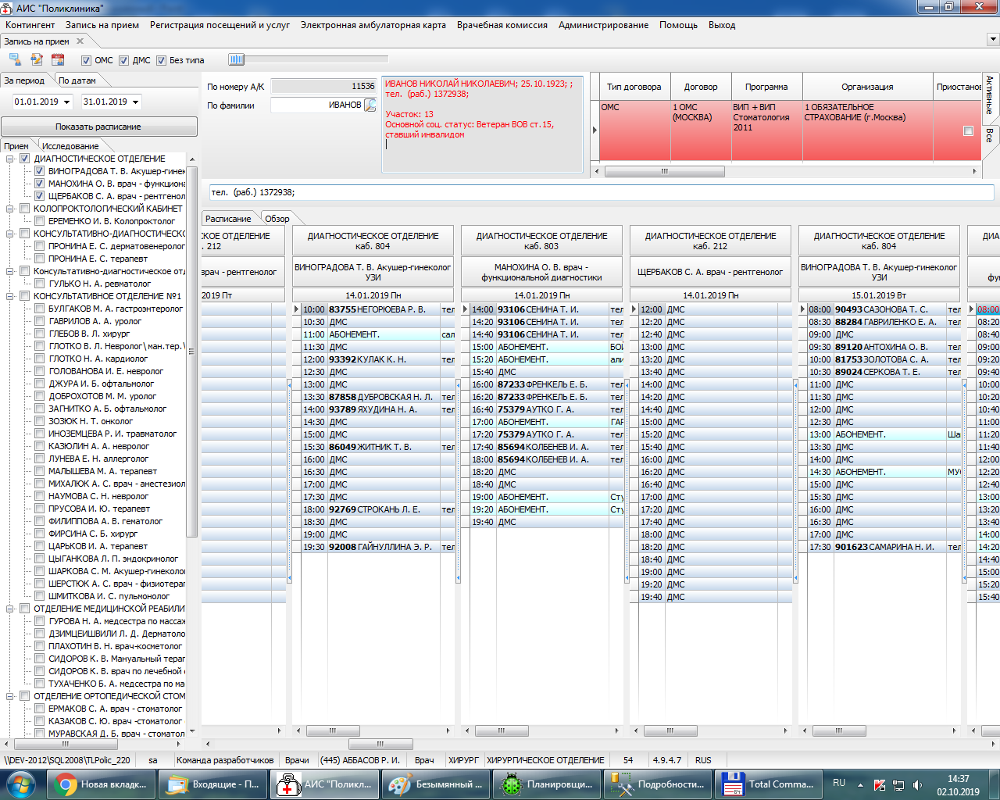 АИС "Поликлиника"
Контингент Запись на прием Регистрация посещений и услуг Электронная амбулаторная карта Врачебная комиссия Администрирование Помощь Выход
Запись на прием
ОМС ДМС Без типа
За период По датам
01.01.2019 31.01.2019
Показать расписание
Прием Исследование
ДИАГНОСТИЧЕСКОЕ ОТДЕЛЕНИЕ
ВИНОГРАДОВА Т. В. Акушер-гинек
МАНОХИНА О. В. врач - функциона
ЩЕРБАКОВ С. А. врач - рентгенол
КОЛОПРОКТОЛОГИЧЕСКИЙ КАБИНЕТ
ЕРЕМЕНКО И. В. Колопроктолог
КОНСУЛЬТАТИВНО-ДИАГНОСТИЧЕСКО
ПРОНИНА Е. С. дерматовенеролог
ПРОНИНА Е. С. терапевт
Консультативно-диагностическое отд
ГУЛЬКО Н. А. ревматолог
КОНСУЛЬТАТИВНОЕ ОТДЕЛЕНИЕ №1
БУЛГАКОВ М. А. гастроэнтеролог
ГАВРИЛОВ А. А. уролог
ГЛЕБОВ В. Л. хирург
ГЛОТКО В. Л. Невролог\ман.тер.\
ГЛОТКО Н. А. кардиолог
ГОЛОВАНОВА И. Е. невролог
ДЖУРА И. Б. офтальмолог
ДОБРОХОТОВ М. М. уролог
ЗАГНИТКО А. Б. офтальмолог
ЗОЗЮК Н. Т. онколог
ИНОЗЕМЦЕВА Р. И. травматолог
КАЗЮЛИН А. А. невролог
ЛУНЕВА Е. Н. аллерголог
МАЛЫШЕВА М. А. терапевт
МИХАЛЮК А. С. врач - анестезиол
НАУМОВА С. Н. невролог
ПРУСОВА И. Ю. терапевт
ФИЛИППОВА А. В. гематолог
ФИРСИНА С. Б. хирург
ЦАРЬКОВ И. А. терапевт
ЦЫГАНКОВА Л. П. эндокринолог
ШАРКОВА С. М. Акушер-гинеколо
ШЕРСТЮК А. С. врач - физиотерап
ШМИТКОВА И. С. пульмонолог
ОТДЕЛЕНИЕ МЕДИЦИНСКОЙ РЕАБИЛИТ
ГУРОВА Н. А. медсестра по массаж
ДЗИМЦЕИШВИЛИ Л. Д. Дерматоло
ПЛАХОТИН В. Н. врач-косметолог
СИДОРОВ К. В. Мануальный терап
СИДОРОВ К. В. врач по лечебной
ТУХАЧЕНКО Б. А. медсестра по ма
ОТДЕЛЕНИЕ ОРТОПЕДИЧЕСКОЙ СТОМ
ЕРМАКОВ С. А. врач - стоматолог
КАЗАКОВ С. Ю. врач -стоматолог
МУРАВСКАЯ Д. Б. врач - стоматол
По номеру А/К 11536
По фамилии ИВАНОВ
ИВАНОВ НИКОЛАЙ НИКОЛАЕВИЧ; 25.10.1923; ;
тел. (раб.) 1372938;
Участок: 13
Основной соц. статус: Ветеран ВОВ ст.15,
ставший инвалидом
Тип договора Договор Программа Организация Приостанов
ОМС 1 ОМС (МОСКВА) ВИП + ВИП Стоматология 2011 1 ОБЯЗАТЕЛЬНОЕ СТРАХОВАНИЕ (г.Москва)
Активные
Все
тел. (раб.) 1372938;
Расписание Обзор
СКОЕ ОТДЕЛЕНИЕ
. 212
врач - рентгенолог
.2019 Пт
ДИАГНОСТИЧЕСКОЕ ОТДЕЛЕНИЕ
каб. 804
ВИНОГРАДОВА Т. В. Акушер-гинеколог
УЗИ
14.01.2019 Пн
10:00 83755 НЕГОРЮЕВА Р. В. тел
10:30 ДМС
11:00 АБОНЕМЕНТ. сал
11:30 ДМС
12:00 93392 КУЛАК К. Н. тел
12:30 ДМС
13:00 ДМС
13:30 87858 ДУБРОВСКАЯ Н. Л. тел
14:00 93789 ЯХУДИНА Н. А. тел
14:30 ДМС
15:00 ДМС
15:30 86049 ЖИТНИК Т. В. тел
16:00 ДМС
16:30 ДМС
17:00 ДМС
17:30 ДМС
18:00 92769 СТРОКАНЬ Л. Е. тел
18:30 ДМС
19:00 ДМС
19:30 92008 ГАЙНУЛЛИНА Э. Р. тел
ДИАГНОСТИЧЕСКОЕ ОТДЕЛЕНИЕ
каб. 803
МАНОХИНА О. В. врач -
функциональной диагностики
14.01.2019 Пн
14:00 93106 СЕНИНА Т. И. тел
14:20 93106 СЕНИНА Т. И. тел
14:40 93106 СЕНИНА Т. И. тел
15:00 АБОНЕМЕНТ. БОЙ
15:20 АБОНЕМЕНТ. али
15:40 ДМС
16:00 87233 ФРЕНКЕЛЬ Е. Б. тел
16:20 87233 ФРЕНКЕЛЬ Е. Б. тел
16:40 75379 АУТКО Г. А. тел
17:00 АБОНЕМЕНТ. ГАР
17:20 75379 АУТКО Г. А. тел
17:40 85694 КОЛБЕНЕВ И. А. тел
18:00 85694 КОЛБЕНЕВ И. А. тел
18:20 ДМС
18:40 ДМС
19:00 АБОНЕМЕНТ. Сту
19:20 АБОНЕМЕНТ. Сту
19:40 ДМС
ДИАГНОСТИЧЕСКОЕ ОТДЕЛЕНИЕ
каб. 212
ЩЕРБАКОВ С. А. врач - рентгенолог
14.01.2019 Пн
12:00 ДМС
12:20 ДМС
12:40 ДМС
13:00 ДМС
13:20 ДМС
13:40 ДМС
14:00 ДМС
14:20 ДМС
14:40 ДМС
15:00 ДМС
15:20 ДМС
15:40 ДМС
16:00 ДМС
16:20 ДМС
16:40 ДМС
17:00 ДМС
17:20 ДМС
17:40 ДМС
18:00 ДМС
18:20 ДМС
18:40 ДМС
19:00 ДМС
19:20 ДМС
19:40 ДМС
ДИАГНОСТИЧЕСКОЕ ОТДЕЛЕНИЕ
каб. 804
ВИНОГРАДОВА Т. В. Акушер-гинеколог
УЗИ
15.01.2019 Вт
08:00 90493 САЗОНОВА Т. С. тел
08:30 88284 ГАВРИЛЕНКО Е. А. тел
09:00 ДМС
09:30 89120 АНТОХИНА О. В. тел
10:00 81753 ЗОЛОТОВА С. А. тел
10:30 89024 СЕРКОВА Т. Е. тел
11:00 ДМС
11:30 ДМС
12:00 ДМС
12:30 ДМС
13:00 АБОНЕМЕНТ. Ша
13:30 ДМС
14:00 ДМС
14:30 АБОНЕМЕНТ. МУС
15:00 ДМС
15:30 ДМС
16:00 ДМС
16:30 ДМС
17:00 ДМС
17:30 901623 САМАРИНА Н. И. тел
ДИА
фу
08:00
08:20
08:40
09:00
09:20
09:40
10:00
10:20
10:40
11:00
11:20
11:40
12:00
12:20
12:40
13:00
13:20
13:40
14:00
14:20
14:40
15:00
15:20
15:40
\\DEV-2012\SQL2008\TLPolic_220 sa Команда разработчиков Врачи (445) АББАСОВ Р. И. Врач ХИРУРГ ХИРУРГИЧЕСКОЕ ОТДЕЛЕНИЕ 54 4.9.4.7 RUS
Новая вкладк... Входящие - П... АИС "Поликл... Безымянный ... Планировщи... Подробности... Total Comma... RU 14:37
02.10.2019